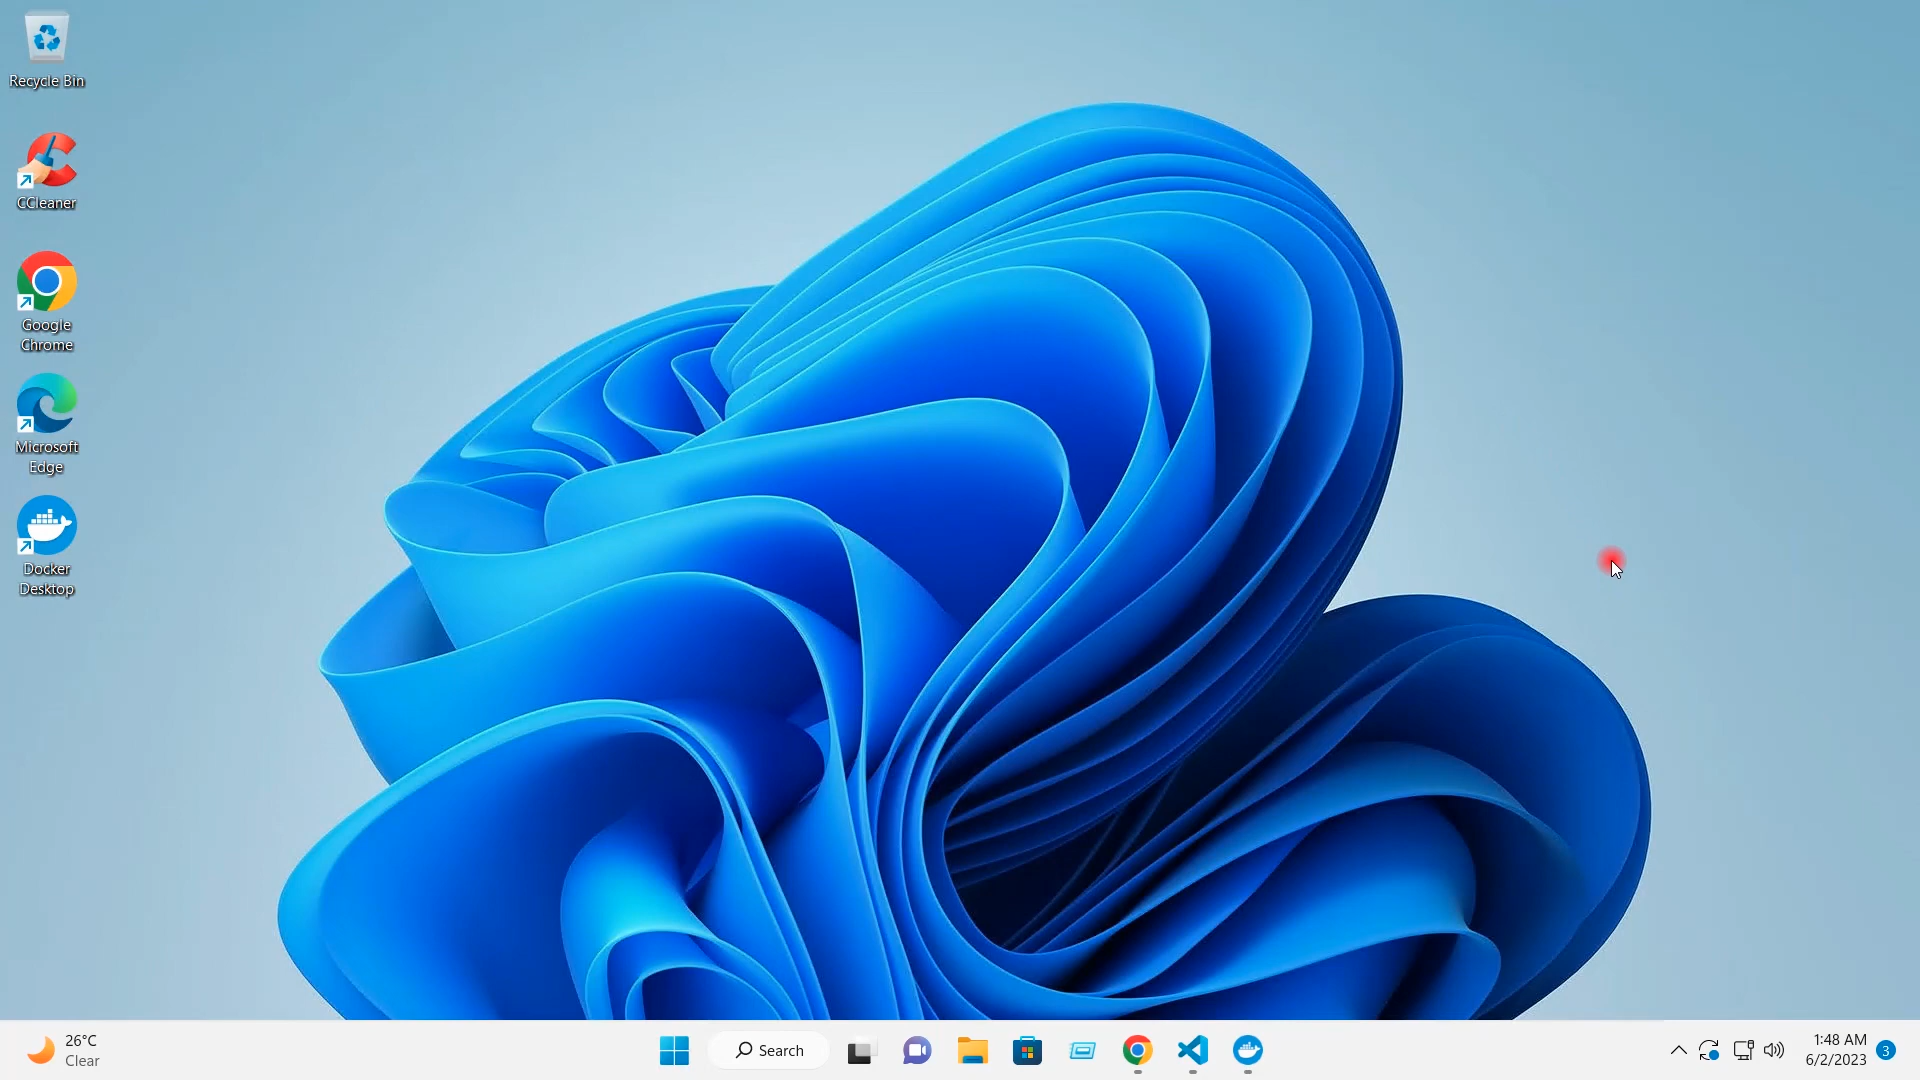 Recycle Bin
CCleaner
Google
Chrome
Microsoft
Edge
Docker
Desktop
26°C
Clear
Search
1:48 AM
6/2/2023
3